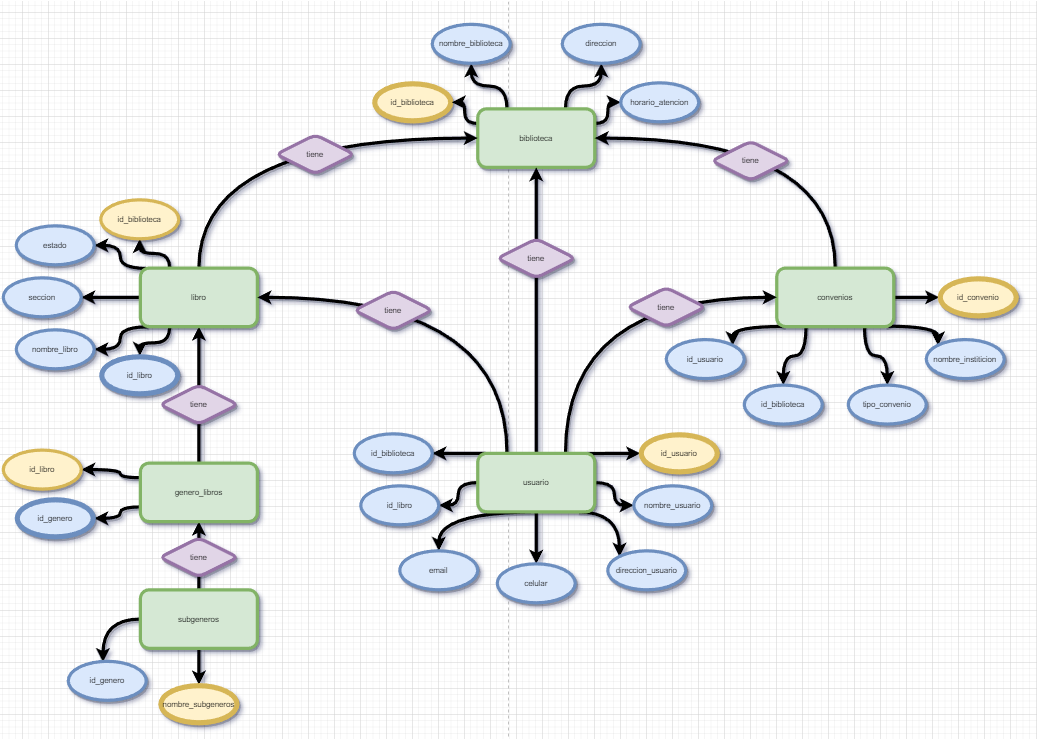 nombre_biblioteca
direccion
id_biblioteca
horario_atencion
biblioteca
tiene
tiene
id_biblioteca
estado
tiene
seccion
libro
convenios
id_convenio
tiene
tiene
nombre_libro
id_libro
id_usuario
nombre_institicion
tiene
id_biblioteca
tipo_convenio
id_biblioteca
id_usuario
id_libro
genero_libros
usuario
id_libro
nombre_usuario
id_genero
tiene
email
celular
direccion_usuario
subgeneros
id_genero
nombre_subgeneros